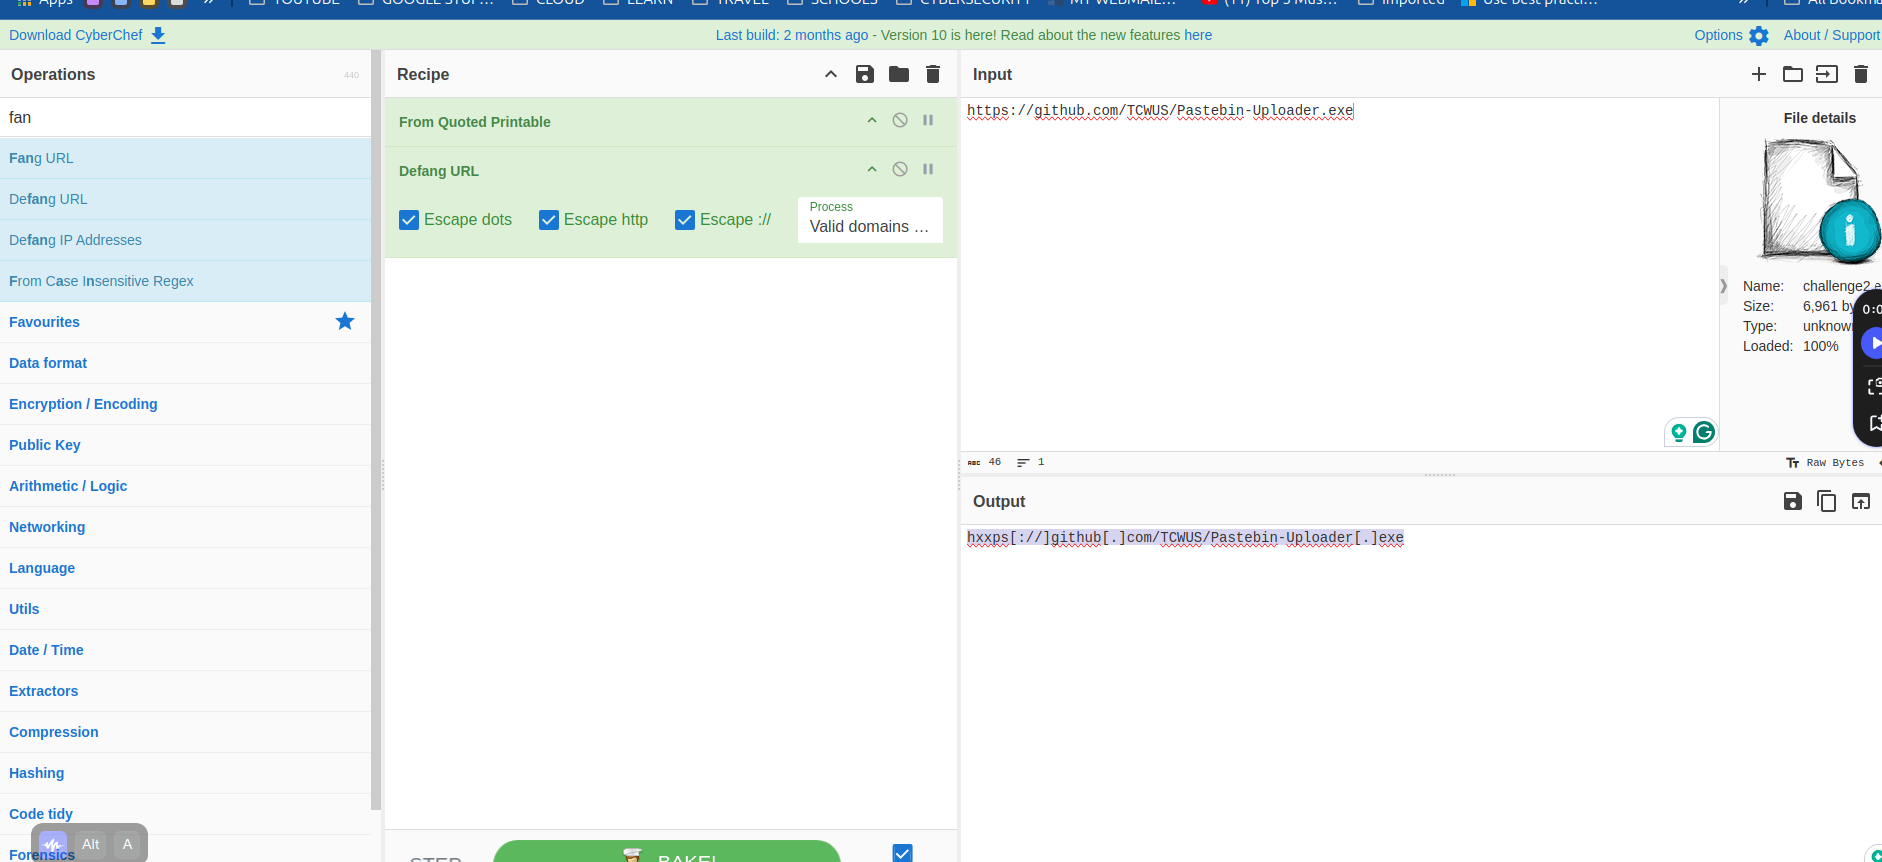 Apps YOUTUBE GOOGLE STUF... CLOUD LEARN TRAVEL SCHOOLS CYBERSECURITY MY WEBMAIL... (11) Top 5 Mus... Imported Use Best practi... All Bookma
Download CyberChef
Last build: 2 months ago - Version 10 is here! Read about the new features here
Options
About / Support
Operations
440
fan
Fang URL
Defang URL
Defang IP Addresses
From Case Insensitive Regex
Favourites
Data format
Encryption / Encoding
Public Key
Arithmetic / Logic
Networking
Language
Utils
Date / Time
Extractors
Compression
Hashing
Code tidy
Forensics
Alt A
Recipe
From Quoted Printable
Defang URL
Escape dots
Escape http
Escape ://
Process
Valid domains ...
STEP
BAKE!
Input
https://github.com/TCWUS/Pastebin-Uploader.exe
File details
Name: challenge2.e
Size: 6,961 by
Type: unknown
Loaded: 100%
0:0
ABC 46 1
Raw Bytes
Output
hxxps[://]github[.]com/TCWUS/Pastebin-Uploader[.]exe